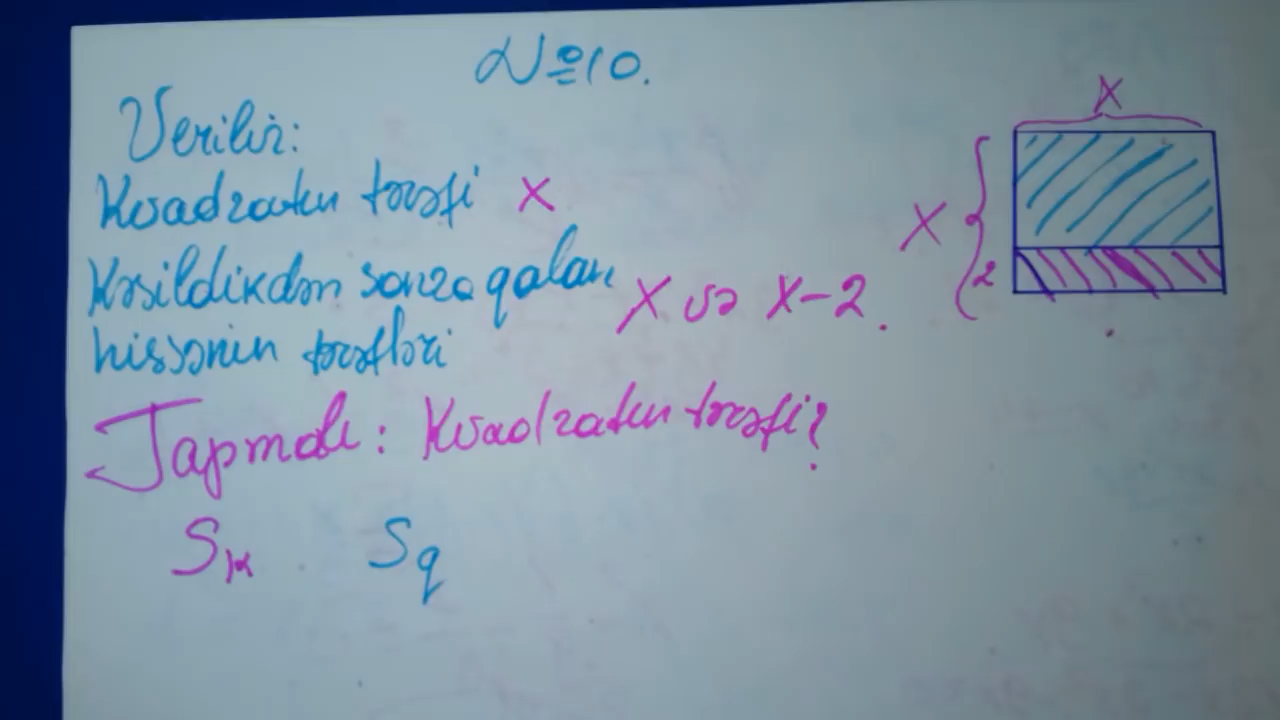 №10.
Verilir:
Kvadratın tərəfi x
Kəsildikdən sonra qalan
hissənin tərəfləri x və x-2.
Tapmalı: Kvadratın tərəfi?
Sk Sq
x
x
2